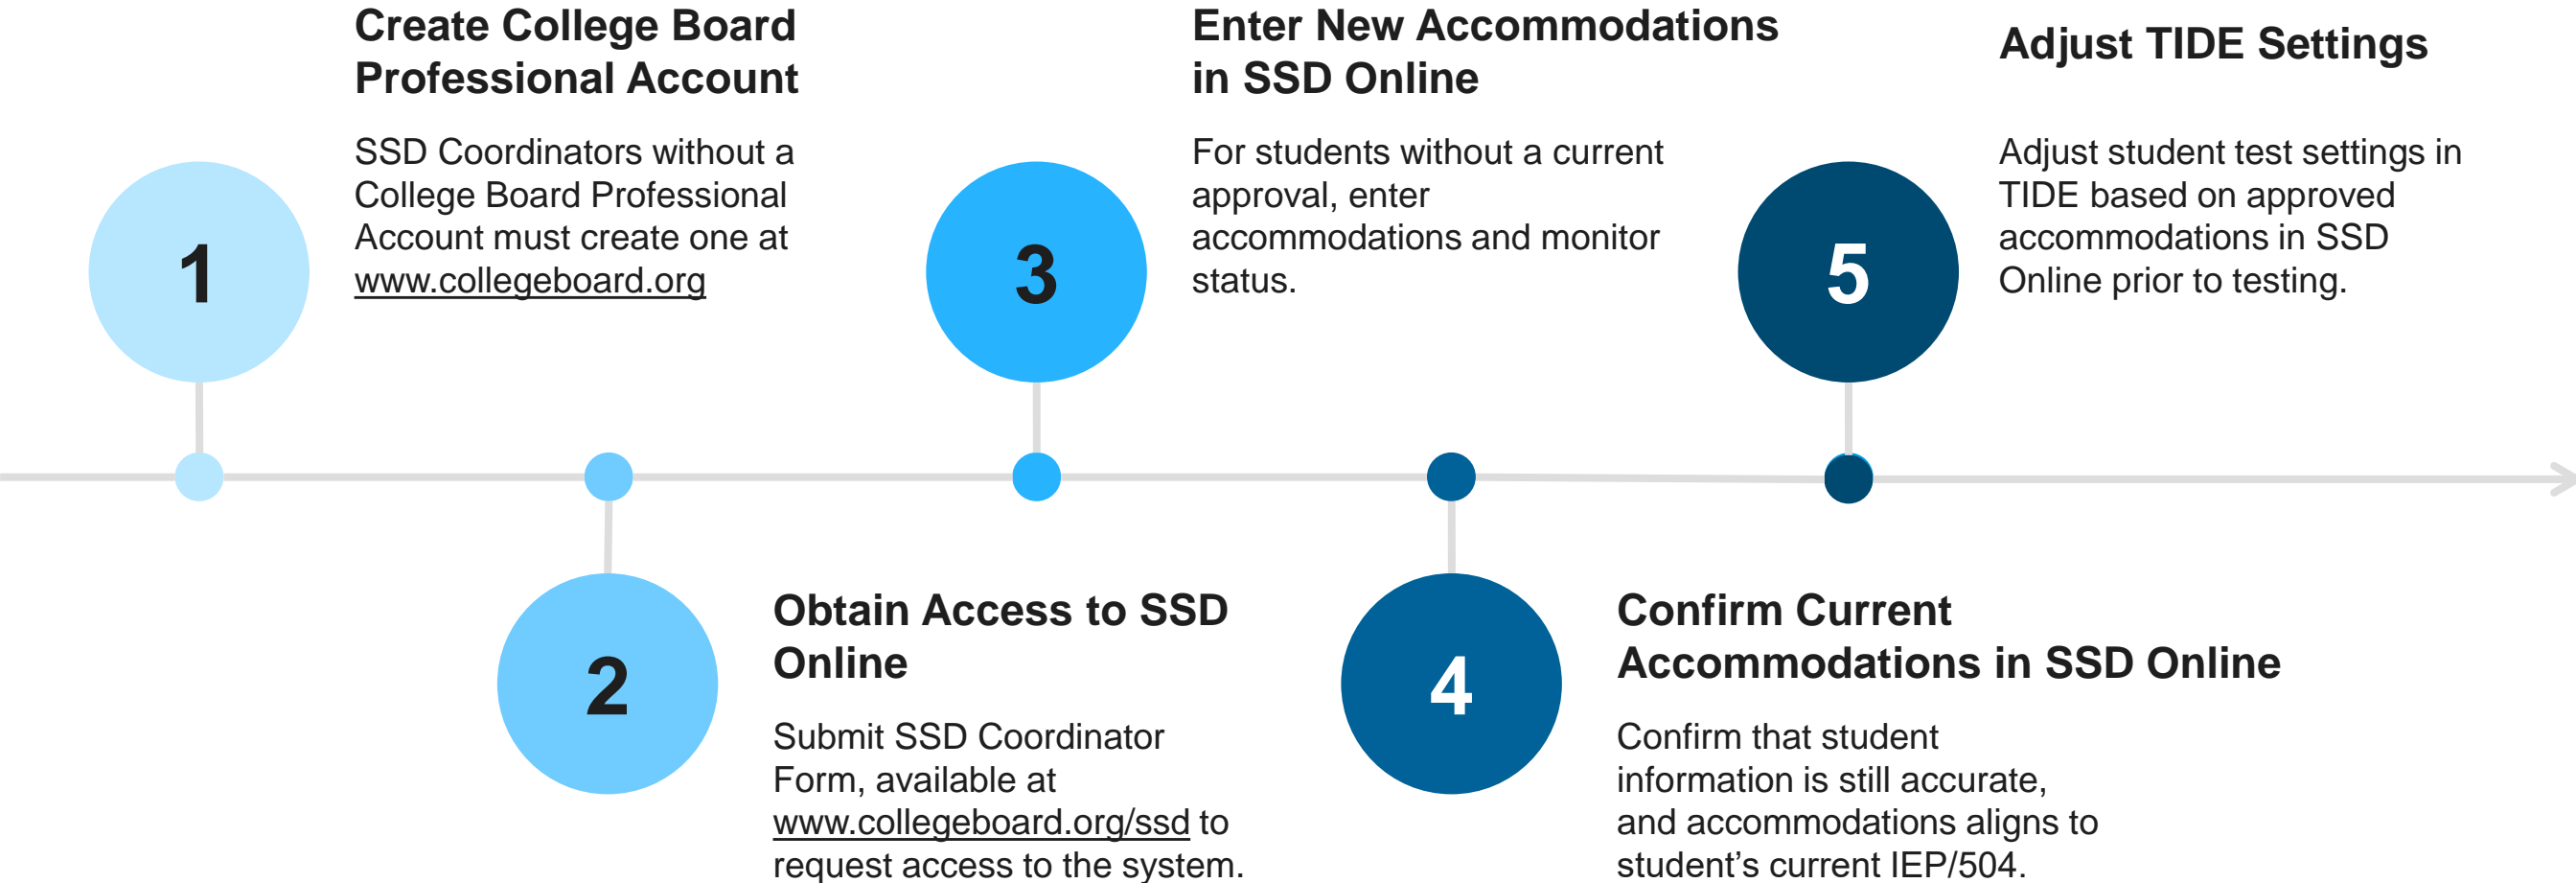 1
Create College Board
Professional Account
SSD Coordinators without a
College Board Professional
Account must create one at
www.collegeboard.org
2
Obtain Access to SSD
Online
Submit SSD Coordinator
Form, available at
www.collegeboard.org/ssd to
request access to the system.
3
Enter New Accommodations
in SSD Online
For students without a current
approval, enter
accommodations and monitor
status.
4
Confirm Current
Accommodations in SSD Online
Confirm that student
information is still accurate,
and accommodations aligns to
student's current IEP/504.
5
Adjust TIDE Settings
Adjust student test settings in
TIDE based on approved
accommodations in SSD
Online prior to testing.